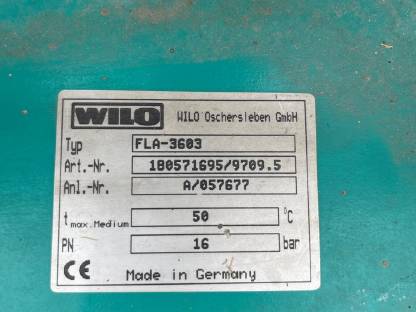 WILO WILO Oschersleben GmbH
Typ FLA-3603
Art.-Nr. 180571695/9709.5
Anl.-Nr. A/057677
t max.Medium 50 °C
PN 16 bar
CE Made in Germany